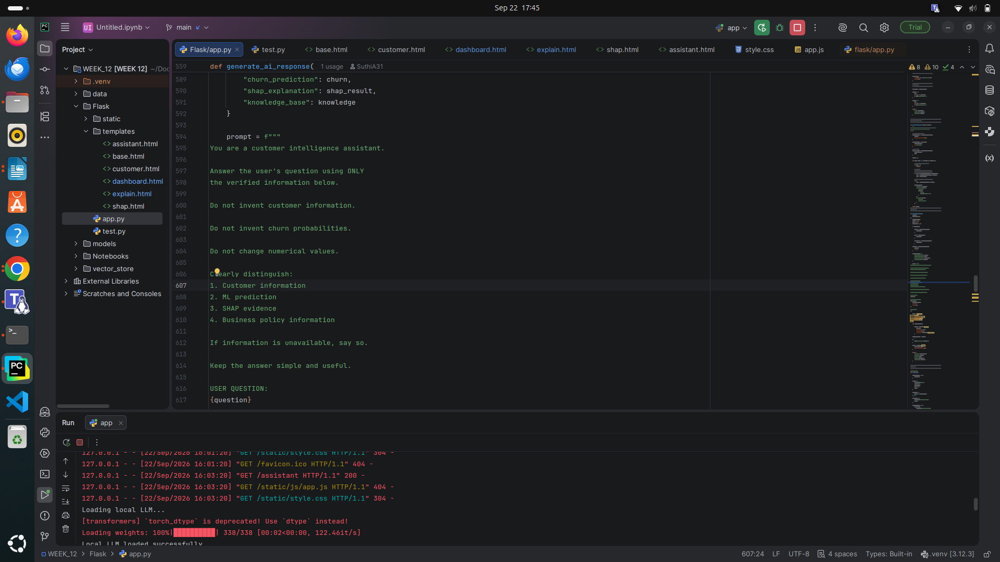 Sep 22 17:45
PC
UI Untitled.ipynb
main
app
Trial
Project
Flask/app.py
test.py
base.html
customer.html
dashboard.html
explain.html
shap.html
assistant.html
style.css
JS app.js
flask/app.py
WEEK_12 [WEEK 12] ~/Doc
.venv
data
Flask
static
templates
assistant.html
base.html
customer.html
dashboard.html
explain.html
shap.html
app.py
test.py
models
Notebooks
vector_store
External Libraries
Scratches and Consoles
559 def generate_ai_response( 1 usage SuthiA31
8 10 4
589 "churn_prediction": churn,
590 "shap_explanation": shap_result,
591 "knowledge_base": knowledge
592 }
593
594 prompt = f"""
595 You are a customer intelligence assistant.
596
597 Answer the user's question using ONLY
598 the verified information below.
599
600 Do not invent customer information.
601
602 Do not invent churn probabilities.
603
604 Do not change numerical values.
605
606 Clearly distinguish:
607 1. Customer information
608 2. ML prediction
609 3. SHAP evidence
610 4. Business policy information
611
612 If information is unavailable, say so.
613
614 Keep the answer simple and useful.
615
616 USER QUESTION:
617 {question}
Run app
127.0.0.1 - - [22/Sep/2026 16:01:20] "GET /static/style.css HTTP/1.1" 304 -
127.0.0.1 - - [22/Sep/2026 16:01:20] "GET /favicon.ico HTTP/1.1" 404 -
127.0.0.1 - - [22/Sep/2026 16:03:20] "GET /assistant HTTP/1.1" 200 -
127.0.0.1 - - [22/Sep/2026 16:03:20] "GET /static/js/app.js HTTP/1.1" 404 -
127.0.0.1 - - [22/Sep/2026 16:03:20] "GET /static/style.css HTTP/1.1" 304 -
Loading local LLM...
[transformers] `torch_dtype` is deprecated! Use `dtype` instead!
Loading weights: 100%|██████████| 338/338 [00:02<00:00, 122.46it/s]
Local LLM loaded successfully
WEEK_12 > Flask > app.py
607:24 LF UTF-8 4 spaces Types: Built-in .venv [3.12.3]